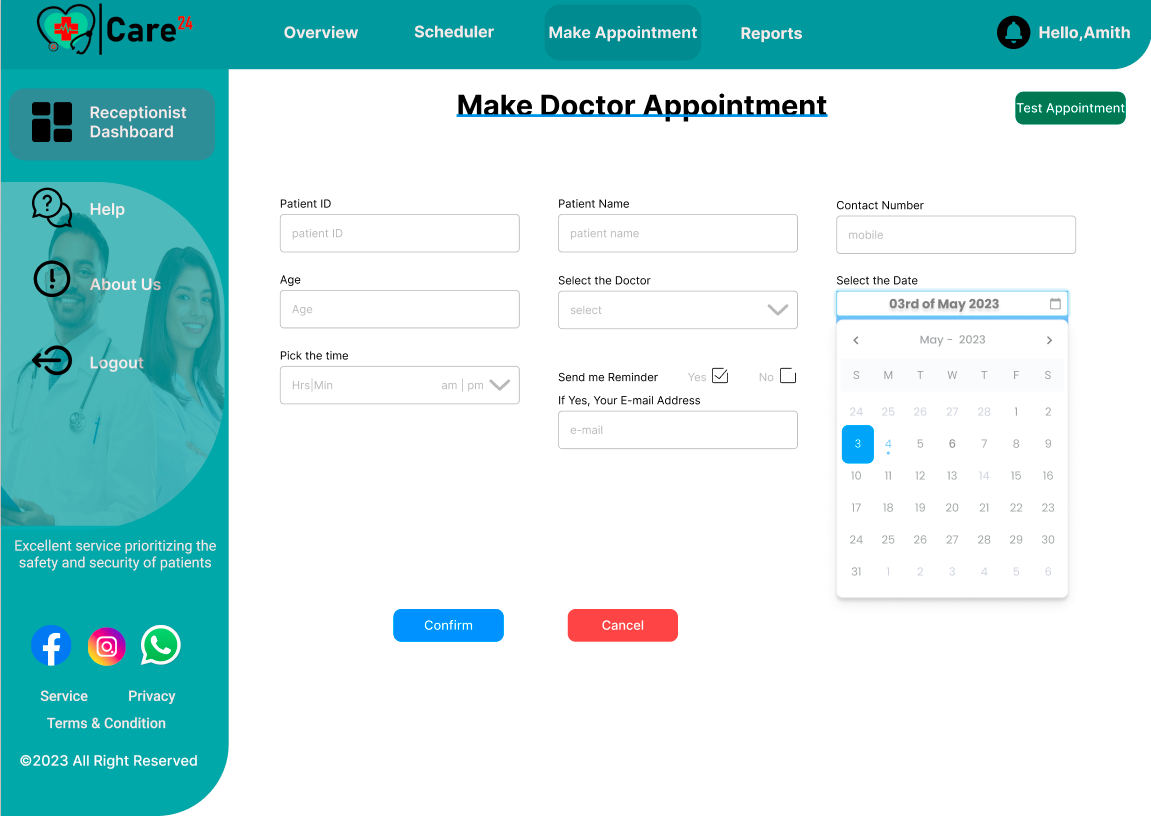 Care24
Overview
Scheduler
Make Appointment
Reports
Hello,Amith
Receptionist
Dashboard
Help
About Us
Logout
Excellent service prioritizing the
safety and security of patients
Service
Privacy
Terms & Condition
©2023 All Right Reserved
Make Doctor Appointment
Test Appointment
Patient ID
patient ID
Patient Name
patient name
Contact Number
mobile
Age
Age
Select the Doctor
select
Select the Date
03rd of May 2023
Pick the time
Hrs|Min am | pm
Send me Reminder Yes No
If Yes, Your E-mail Address
e-mail
May - 2023
S M T W T F S
24 25 26 27 28 1 2
3 4 5 6 7 8 9
10 11 12 13 14 15 16
17 18 19 20 21 22 23
24 25 26 27 28 29 30
31 1 2 3 4 5 6
Confirm
Cancel